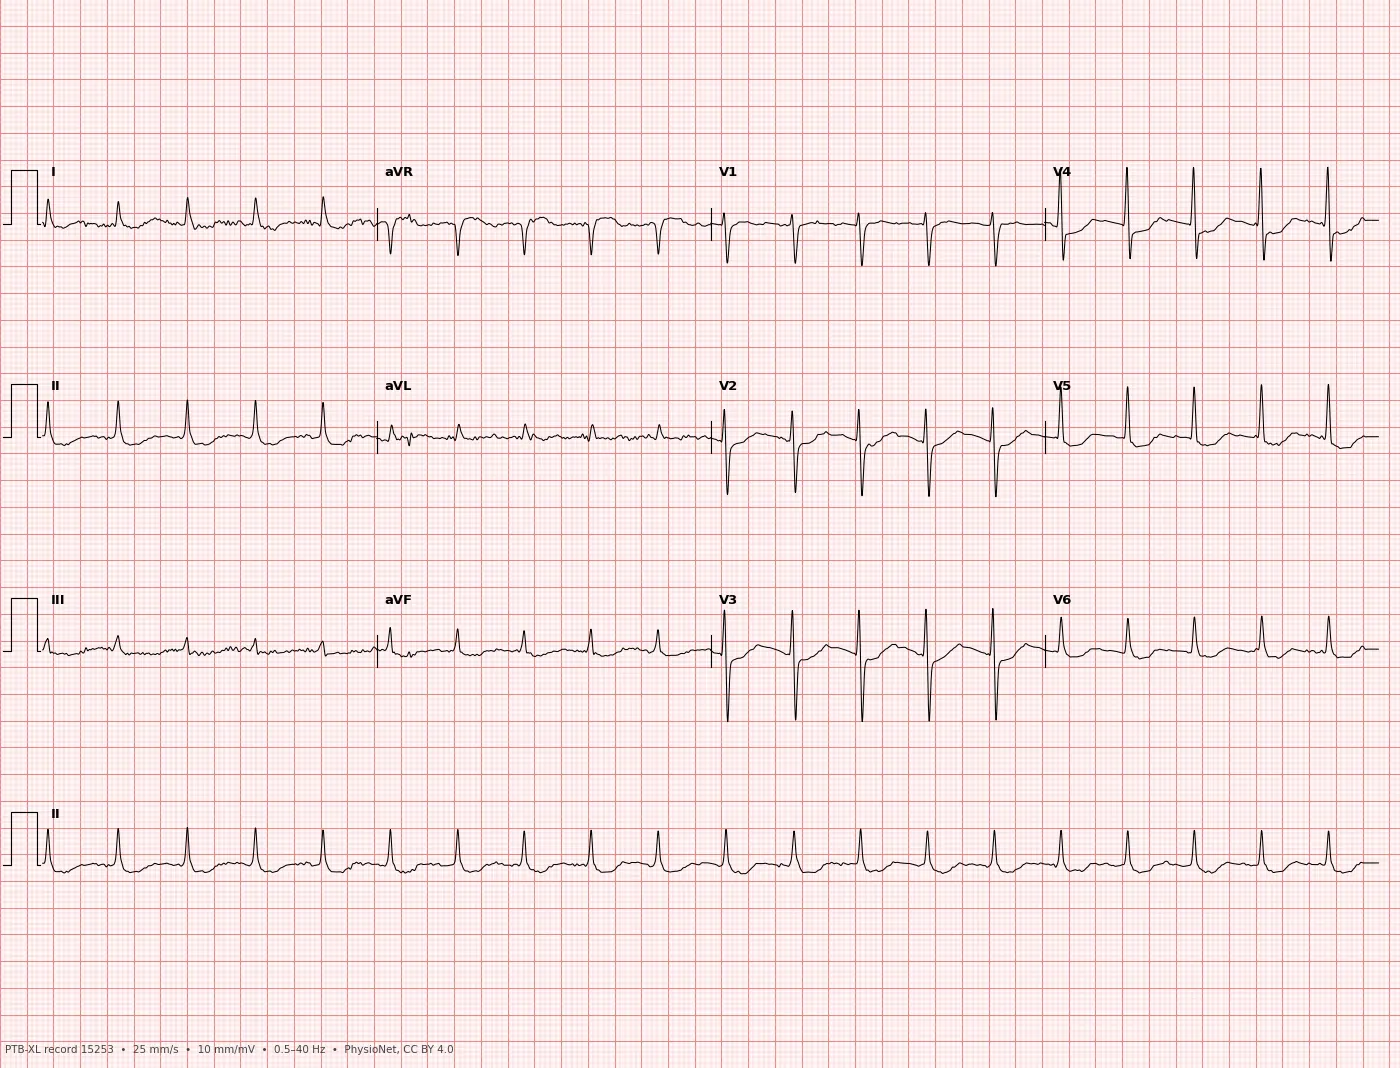 I aVR V1 V4
II aVL V2 V5
III aVF V3 V6
II
PTB-XL record 15253 • 25 mm/s • 10 mm/mV • 0.5–40 Hz • PhysioNet, CC BY 4.0